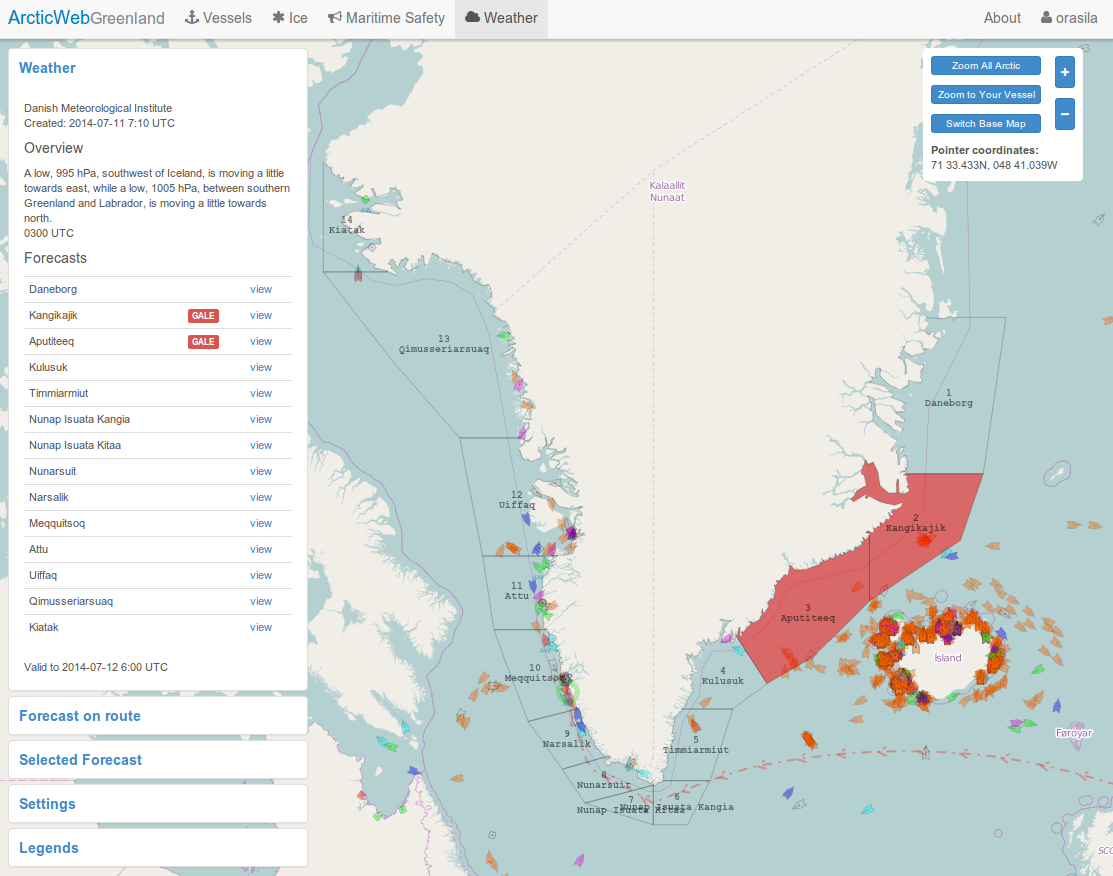 ArcticWebGreenland
Vessels
Ice
Maritime Safety
Weather
About
orasila
Weather
Danish Meteorological Institute
Created: 2014-07-11 7:10 UTC
Overview
A low, 995 hPa, southwest of Iceland, is moving a little
towards east, while a low, 1005 hPa, between southern
Greenland and Labrador, is moving a little towards
north.
0300 UTC
Forecasts
Daneborg view
Kangikajik GALE view
Aputiteeq GALE view
Kulusuk view
Timmiarmiut view
Nunap Isuata Kangia view
Nunap Isuata Kitaa view
Nunarsuit view
Narsalik view
Meqquitsoq view
Attu view
Uiffaq view
Qimusseriarsuaq view
Kiatak view
Valid to 2014-07-12 6:00 UTC
Forecast on route
Selected Forecast
Settings
Legends
Zoom All Arctic
+
Zoom to Your Vessel
−
Switch Base Map
Pointer coordinates:
71 33.433N, 048 41.039W
Kalaallit
Nunaat
14
Kiatak
13
Qimusseriarsuaq
1
Daneborg
12
Uiffaq
2
Kangikajik
11
Attu
3
Aputiteeq
Ísland
10
Meqquitsoq
4
Kulusuk
9
Narsalik
5
Timmiarmiut
Føroyar
8
Nunarsuit
6
Nunap Isuata Kangia
7
Nunap Isuata Kitaa